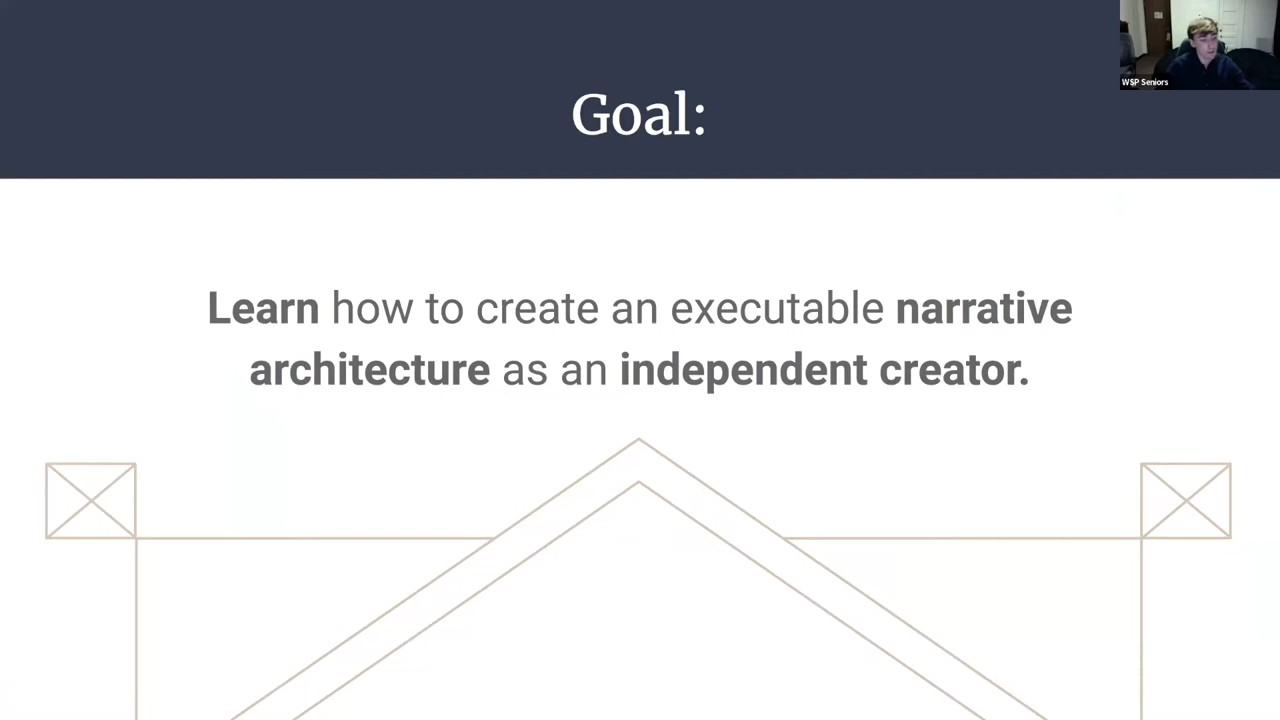 Goal:
WSP Seniors
Learn how to create an executable narrative
architecture as an independent creator.